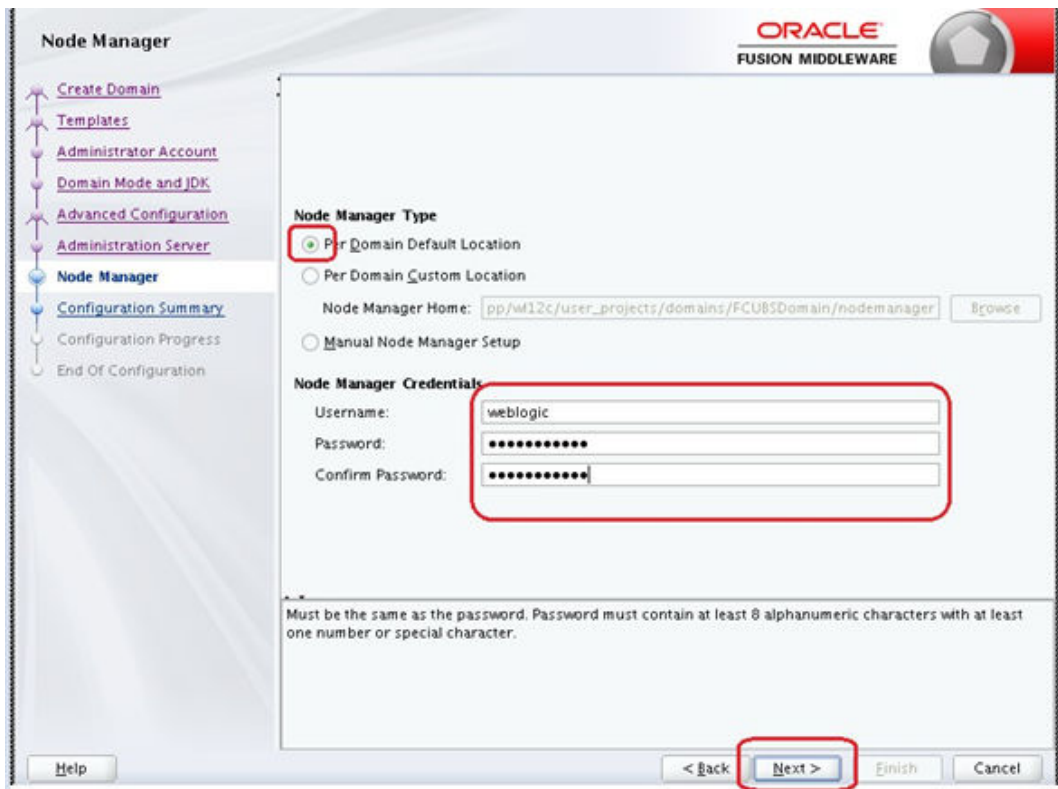 Node Manager
ORACLE
FUSION MIDDLEWARE
Create Domain
Templates
Administrator Account
Domain Mode and JDK
Advanced Configuration
Administration Server
Node Manager
Configuration Summary
Configuration Progress
End Of Configuration
Node Manager Type
Per Domain Default Location
Per Domain Custom Location
Node Manager Home: pp/wl12c/user_projects/domains/FCUBSDomain/nodemanager Browse
Manual Node Manager Setup
Node Manager Credentials
Username: weblogic
Password: •••••••••••
Confirm Password: •••••••••••
Must be the same as the password. Password must contain at least 8 alphanumeric characters with at least
one number or special character.
Help < Back Next > Finish Cancel